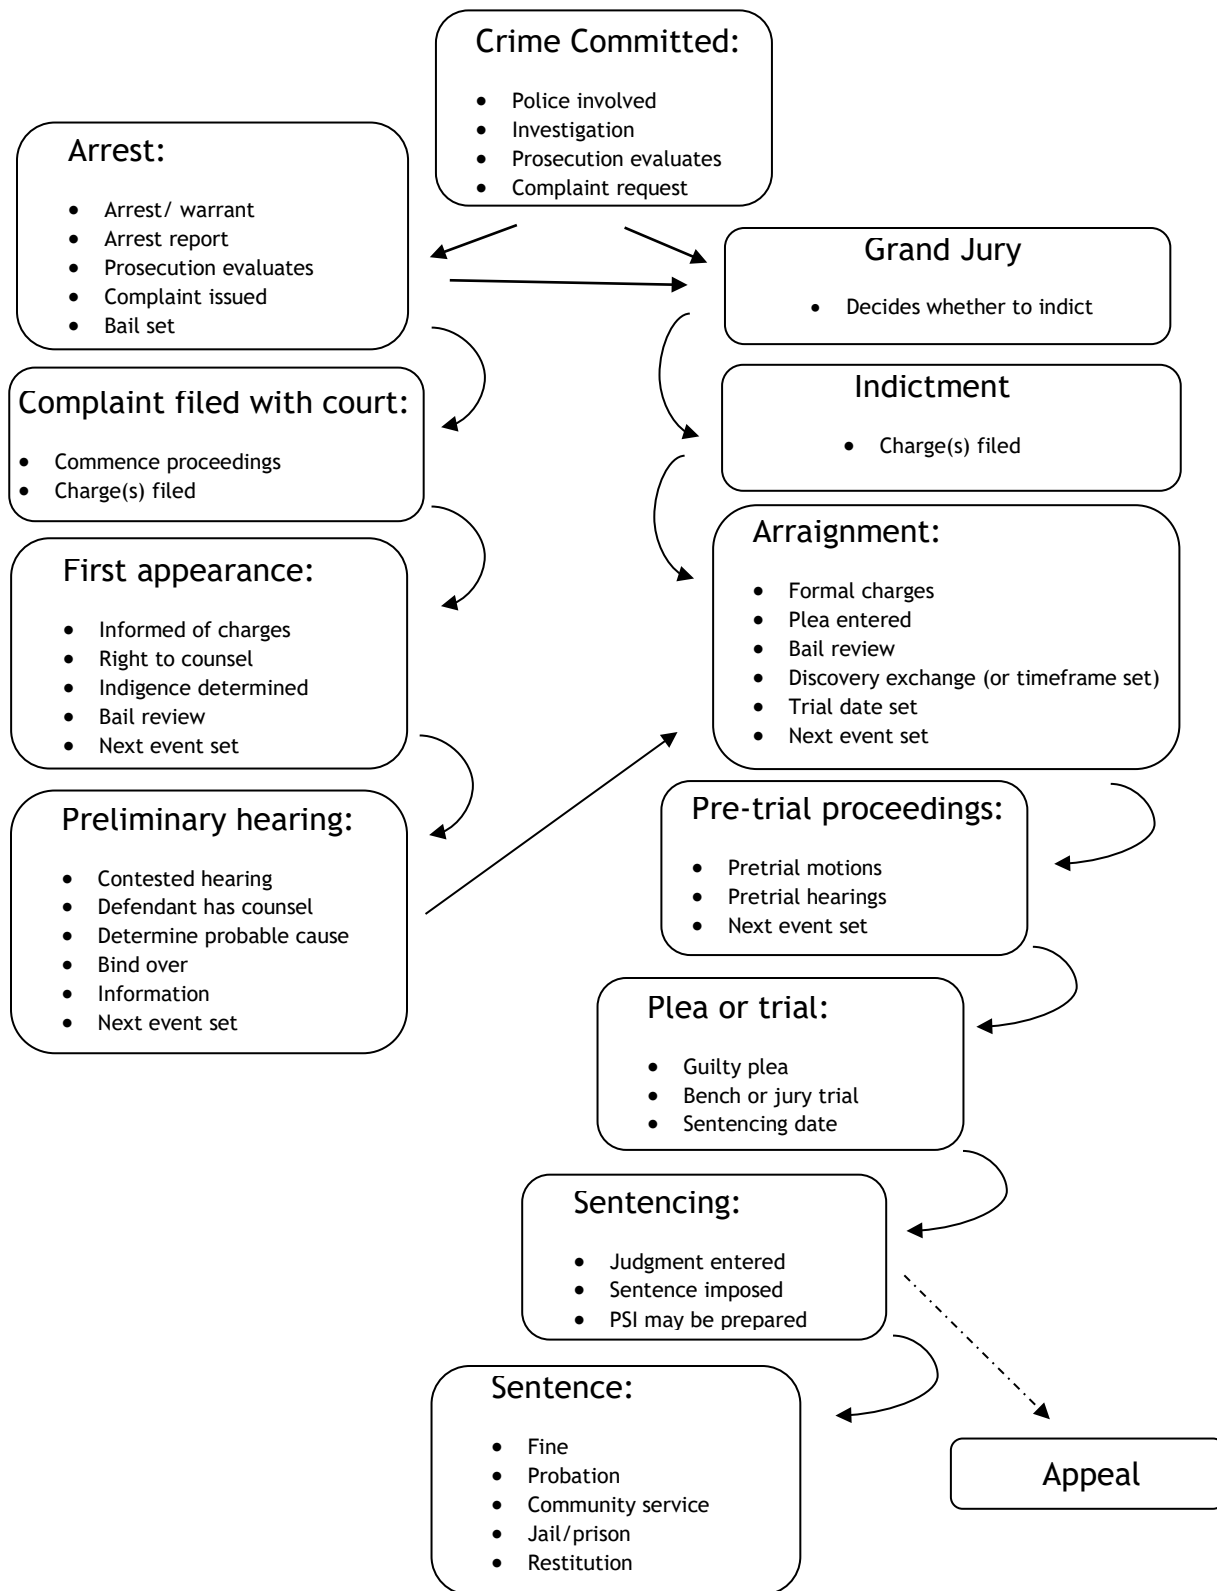 Crime Committed:
• Police involved
• Investigation
• Prosecution evaluates
• Complaint request
Arrest:
• Arrest/ warrant
• Arrest report
• Prosecution evaluates
• Complaint issued
• Bail set
Grand Jury
• Decides whether to indict
Complaint filed with court:
• Commence proceedings
• Charge(s) filed
Indictment
• Charge(s) filed
First appearance:
• Informed of charges
• Right to counsel
• Indigence determined
• Bail review
• Next event set
Arraignment:
• Formal charges
• Plea entered
• Bail review
• Discovery exchange (or timeframe set)
• Trial date set
• Next event set
Preliminary hearing:
• Contested hearing
• Defendant has counsel
• Determine probable cause
• Bind over
• Information
• Next event set
Pre-trial proceedings:
• Pretrial motions
• Pretrial hearings
• Next event set
Plea or trial:
• Guilty plea
• Bench or jury trial
• Sentencing date
Sentencing:
• Judgment entered
• Sentence imposed
• PSI may be prepared
Sentence:
• Fine
• Probation
• Community service
• Jail/prison
• Restitution
Appeal